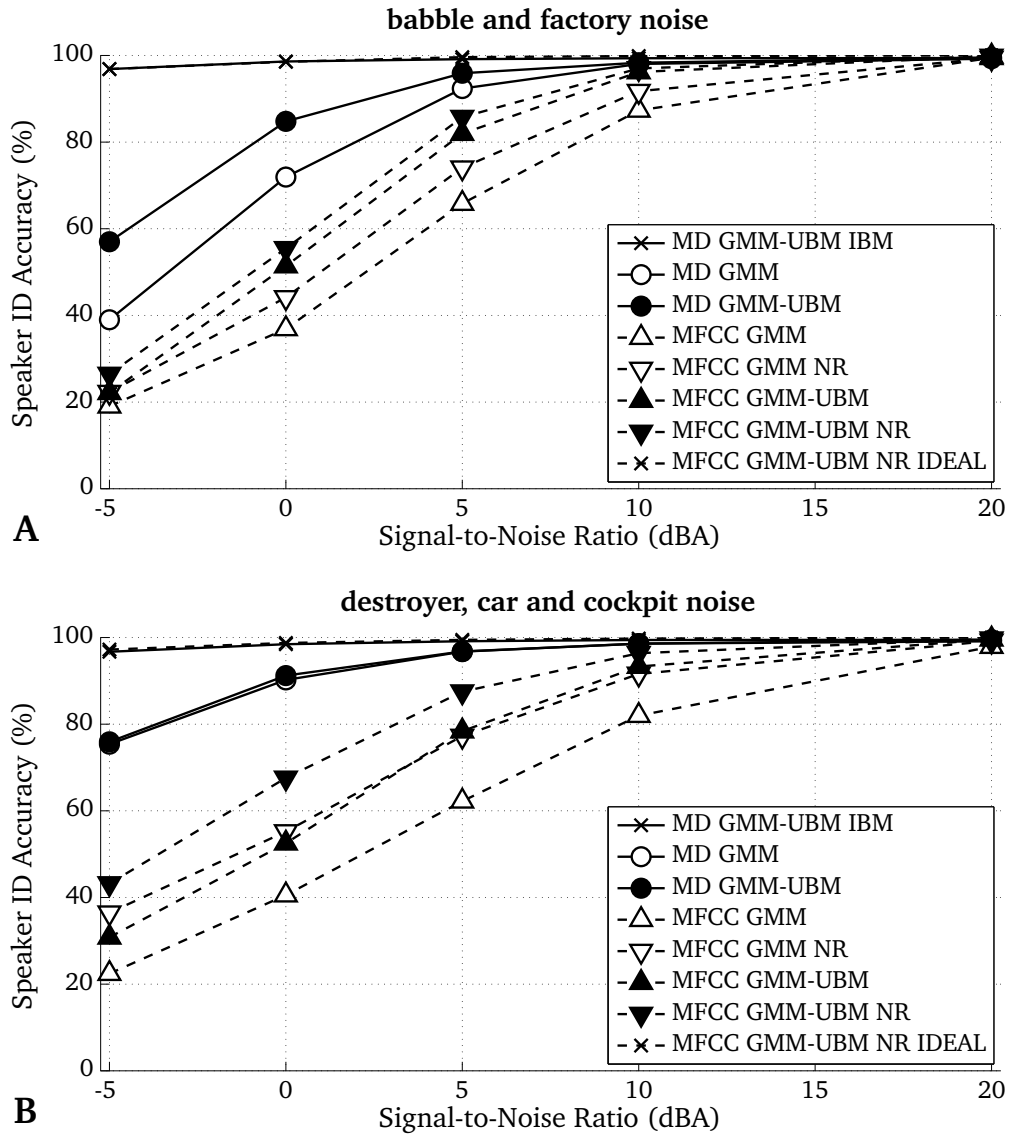 babble and factory noise
100
80
60
40
20
0
Speaker ID Accuracy (%)
MD GMM-UBM IBM
MD GMM
MD GMM-UBM
MFCC GMM
MFCC GMM NR
MFCC GMM-UBM
MFCC GMM-UBM NR
MFCC GMM-UBM NR IDEAL
-5 0 5 10 15 20
Signal-to-Noise Ratio (dBA)
A
destroyer, car and cockpit noise
100
80
60
40
20
0
Speaker ID Accuracy (%)
MD GMM-UBM IBM
MD GMM
MD GMM-UBM
MFCC GMM
MFCC GMM NR
MFCC GMM-UBM
MFCC GMM-UBM NR
MFCC GMM-UBM NR IDEAL
-5 0 5 10 15 20
Signal-to-Noise Ratio (dBA)
B